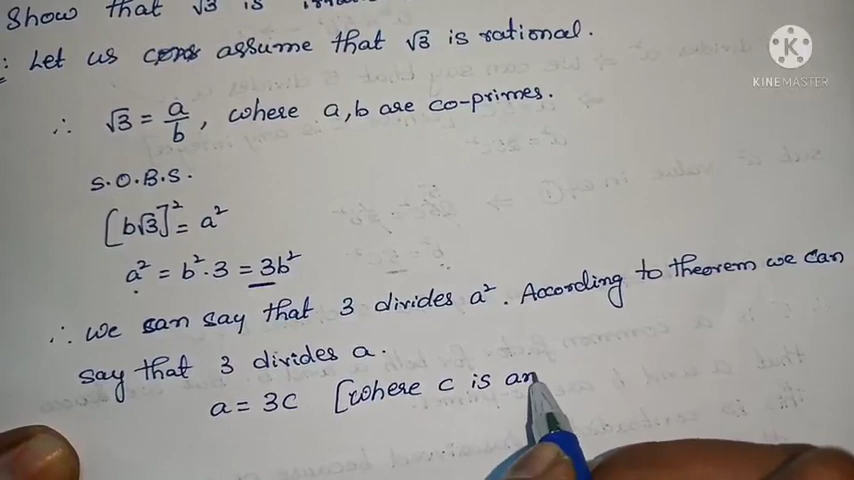 Show that √3 is
: Let us assume that √3 is rational.
∴ √3 = a/b, where a,b are co-primes.
S.O.B.S.
[b√3]² = a²
a² = b²·3 = 3b²
∴ we can say that 3 divides a². According to theorem we can
say that 3 divides a.
a = 3c [where c is an
KINEMASTER